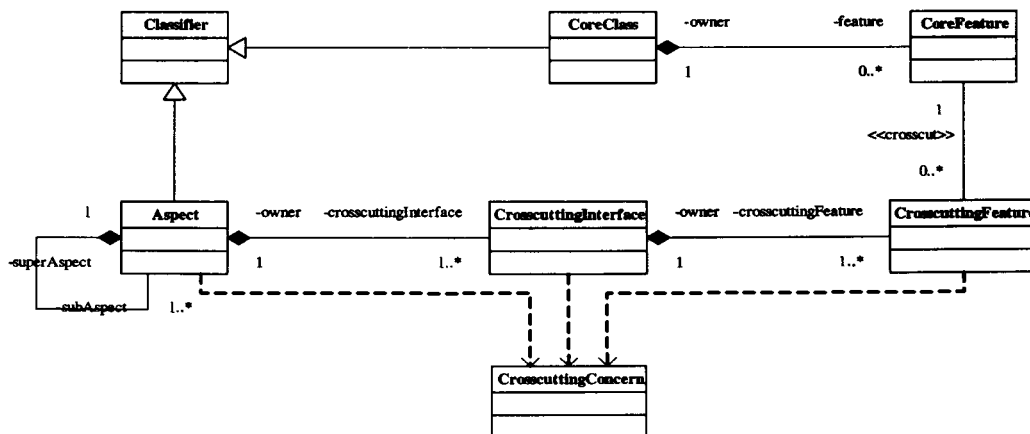 Classifier
CoreClass
-owner
-feature
CoreFeature
1
0..*
1
<<crosscut>>
0..*
1
Aspect
-owner
-crosscuttingInterface
CrosscuttingInterface
-owner
-crosscuttingFeature
CrosscuttingFeature
-superAspect
1
1..*
1
1..*
-subAspect
1..*
CrosscuttingConcern